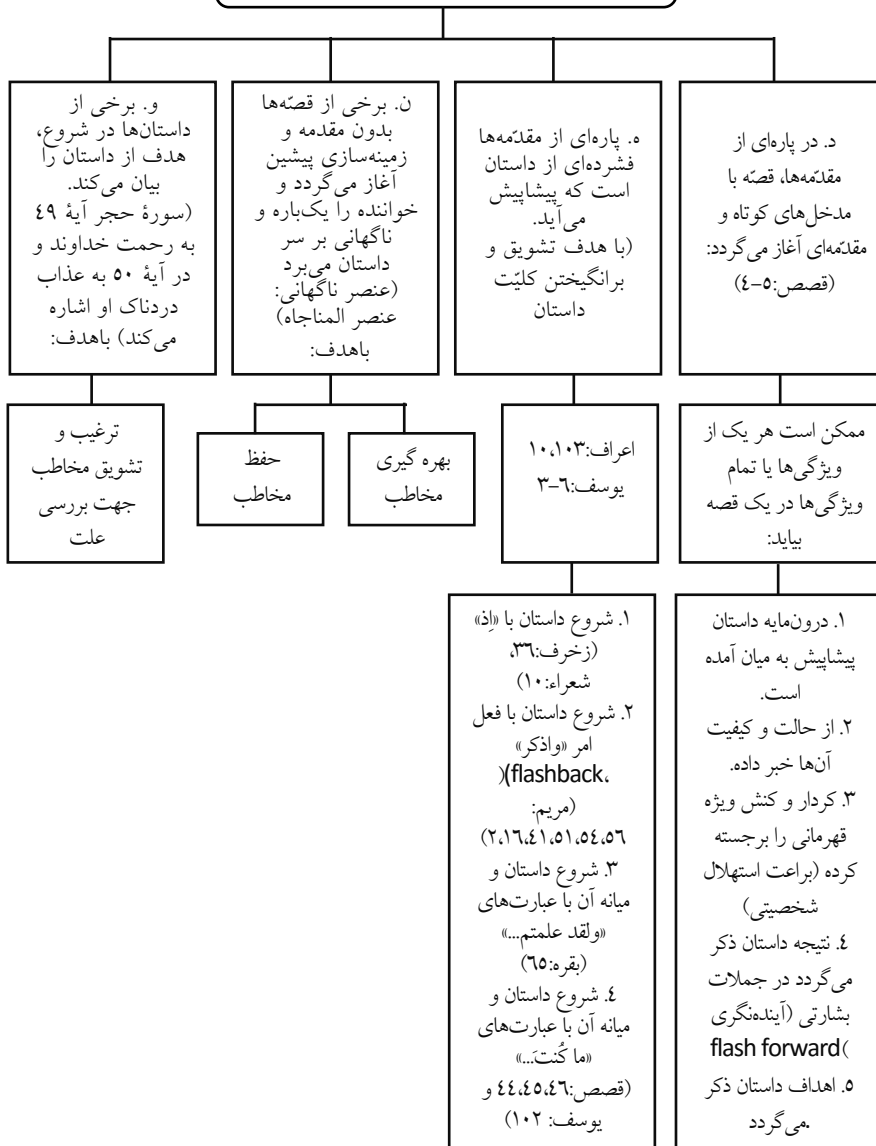 د. در پاره‌ای از
مقدّمه‌ها، قصّه با
مدخل‌های کوتاه و
مقدّمه‌ای آغاز می‌گردد:
(قصص:٥–٤)
ه. پاره‌ای از مقدّمه‌ها
فشرده‌ای از داستان
است که پیشاپیش
می‌آید.
(با هدف تشویق و
برانگیختن کلیّت
داستان
ن. برخی از قصّه‌ها
بدون مقدمه و
زمینه‌سازی پیشین
آغاز می‌گردد و
خواننده را یک‌باره و
ناگهانی بر سر
داستان می‌برد
(عنصر ناگهانی:
عنصر المناجاه)
باهدف:
و. برخی از
داستان‌ها در شروع،
هدف از داستان را
بیان می‌کند.
(سورهٔ حجر آیهٔ ٤٩
به رحمت خداوند و
در آیهٔ ٥٠ به عذاب
دردناک او اشاره
می‌کند) باهدف:
ممکن است هر یک از
ویژگی‌ها یا تمام
ویژگی‌ها در یک قصه
بیاید:
اعراف:١٠،١٠٣
یوسف:٦–٣
بهره گیری
مخاطب
حفظ
مخاطب
ترغیب و
تشویق مخاطب
جهت بررسی
علت
١. درون‌مایه داستان
پیشاپیش به میان آمده
است.
٢. از حالت و کیفیت
آن‌ها خبر داده.
٣. کردار و کنش ویژه
قهرمانی را برجسته
کرده (براعت استهلال
شخصیتی)
٤. نتیجه داستان ذکر
می‌گردد در جملات
بشارتی (آینده‌نگری
flash forward)
٥. اهداف داستان ذکر
می‌گردد.
١. شروع داستان با «اِذ»
(زخرف:٣٦،
شعراء:١٠)
٢. شروع داستان با فعل
امر «واذکر»
(flashback،)
(مریم:
٢،١٦،٤١،٥١،٥٤،٥٦)
٣. شروع داستان و
میانه آن با عبارت‌های
«ولقد علمتم...»
(بقره:٦٥)
٤. شروع داستان و
میانه آن با عبارت‌های
«ما کُنتَ...»
(قصص:٤٤،٤٥،٤٦ و
یوسف: ١٠٢)